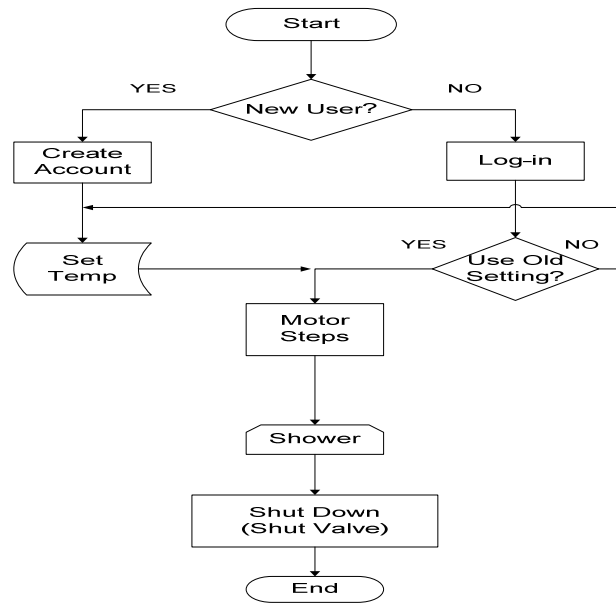 Start
YES
NO
New User?
Create
Account
Log-in
YES
NO
Set
Temp
Use Old
Setting?
Motor
Steps
Shower
Shut Down
(Shut Valve)
End